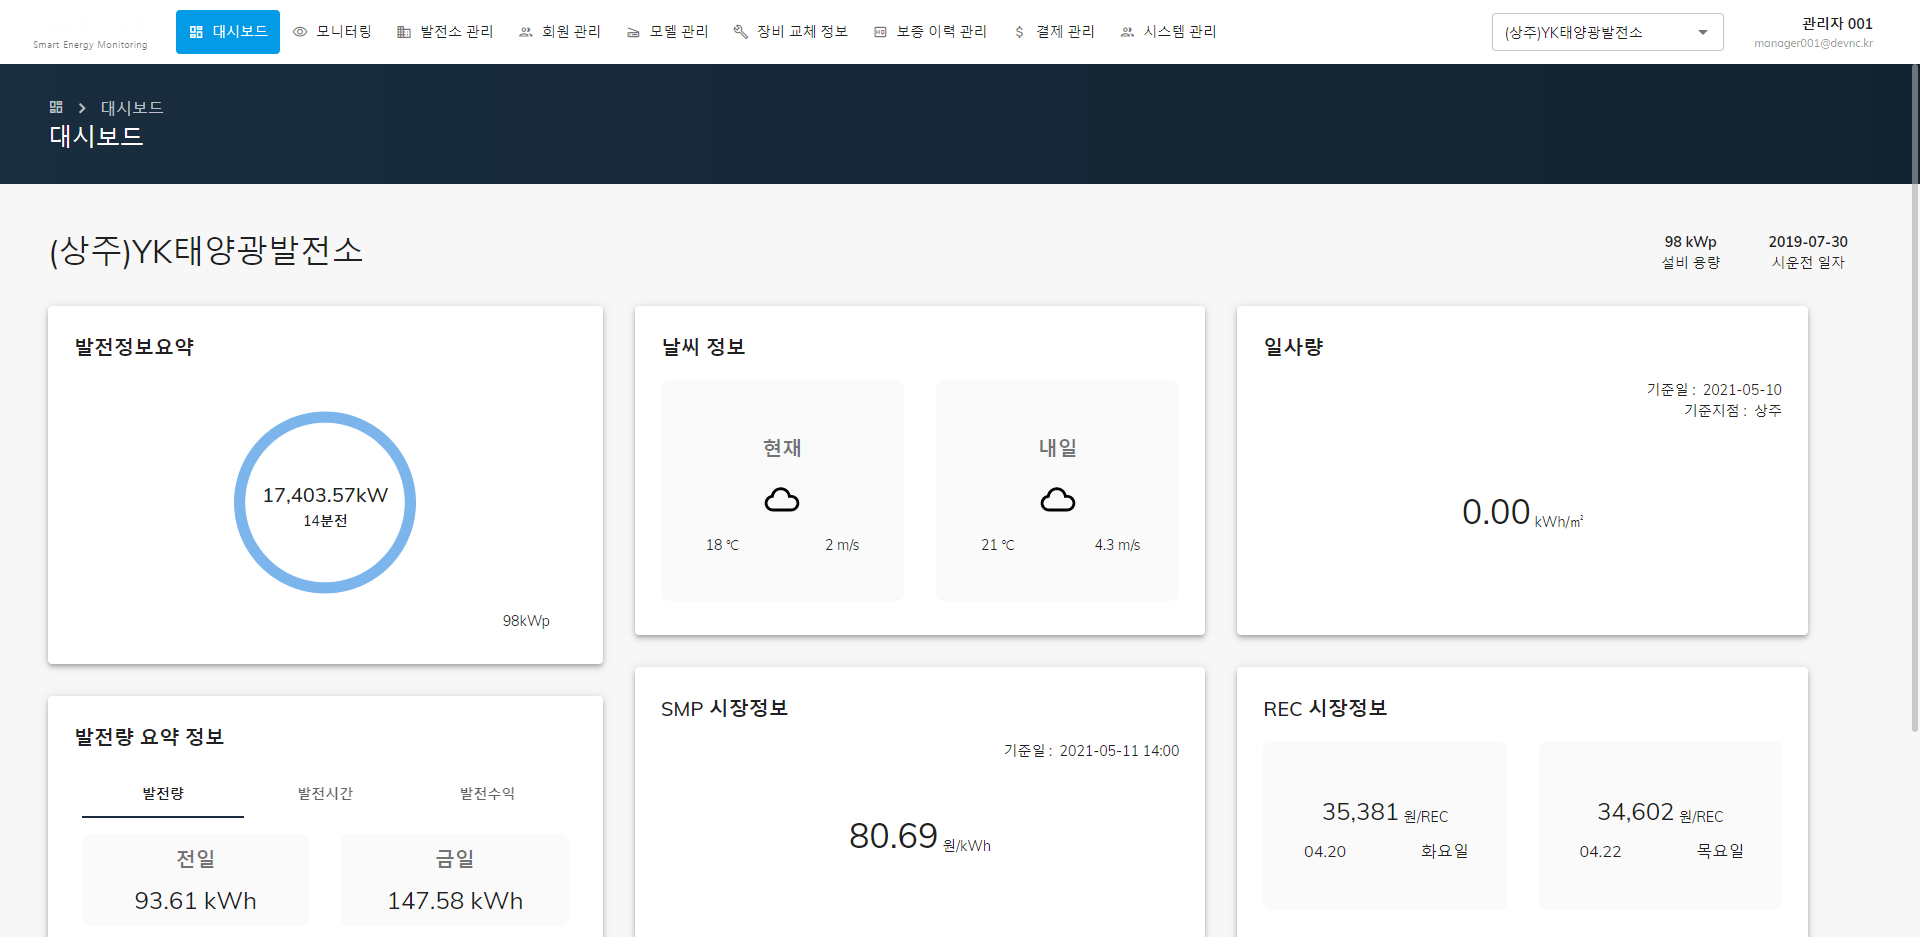 Smart Energy Monitoring
대시보드
모니터링
발전소 관리
회원 관리
모델 관리
장비 교체 정보
보증 이력 관리
결제 관리
시스템 관리
(상주)YK태양광발전소
관리자 001
manager001@devnc.kr
대시보드
대시보드
(상주)YK태양광발전소
98 kWp
설비 용량
2019-07-30
시운전 일자
발전정보요약
17,403.57kW
14분전
98kWp
날씨 정보
현재
18 ℃
2 m/s
내일
21 ℃
4.3 m/s
일사량
기준일 : 2021-05-10
기준지점 : 상주
0.00 kWh/㎡
발전량 요약 정보
발전량
발전시간
발전수익
전일
93.61 kWh
금일
147.58 kWh
SMP 시장정보
기준일 : 2021-05-11 14:00
80.69 원/kWh
REC 시장정보
35,381 원/REC
04.20
화요일
34,602 원/REC
04.22
목요일